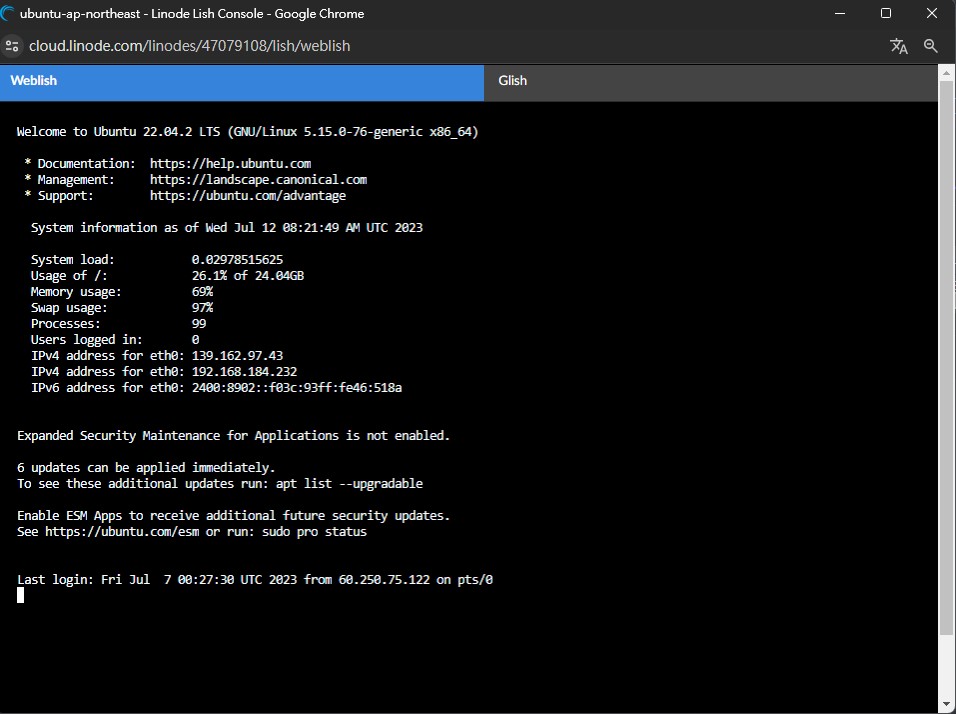 ubuntu-ap-northeast - Linode Lish Console - Google Chrome
cloud.linode.com/linodes/47079108/lish/weblish
Weblish Glish
Welcome to Ubuntu 22.04.2 LTS (GNU/Linux 5.15.0-76-generic x86_64)
* Documentation:  https://help.ubuntu.com
* Management:     https://landscape.canonical.com
* Support:        https://ubuntu.com/advantage
System information as of Wed Jul 12 08:21:49 AM UTC 2023
System load:           0.02978515625
Usage of /:            26.1% of 24.04GB
Memory usage:          69%
Swap usage:            97%
Processes:             99
Users logged in:       0
IPv4 address for eth0: 139.162.97.43
IPv4 address for eth0: 192.168.184.232
IPv6 address for eth0: 2400:8902::f03c:93ff:fe46:518a
Expanded Security Maintenance for Applications is not enabled.
6 updates can be applied immediately.
To see these additional updates run: apt list --upgradable
Enable ESM Apps to receive additional future security updates.
See https://ubuntu.com/esm or run: sudo pro status
Last login: Fri Jul  7 00:27:30 UTC 2023 from 60.250.75.122 on pts/0